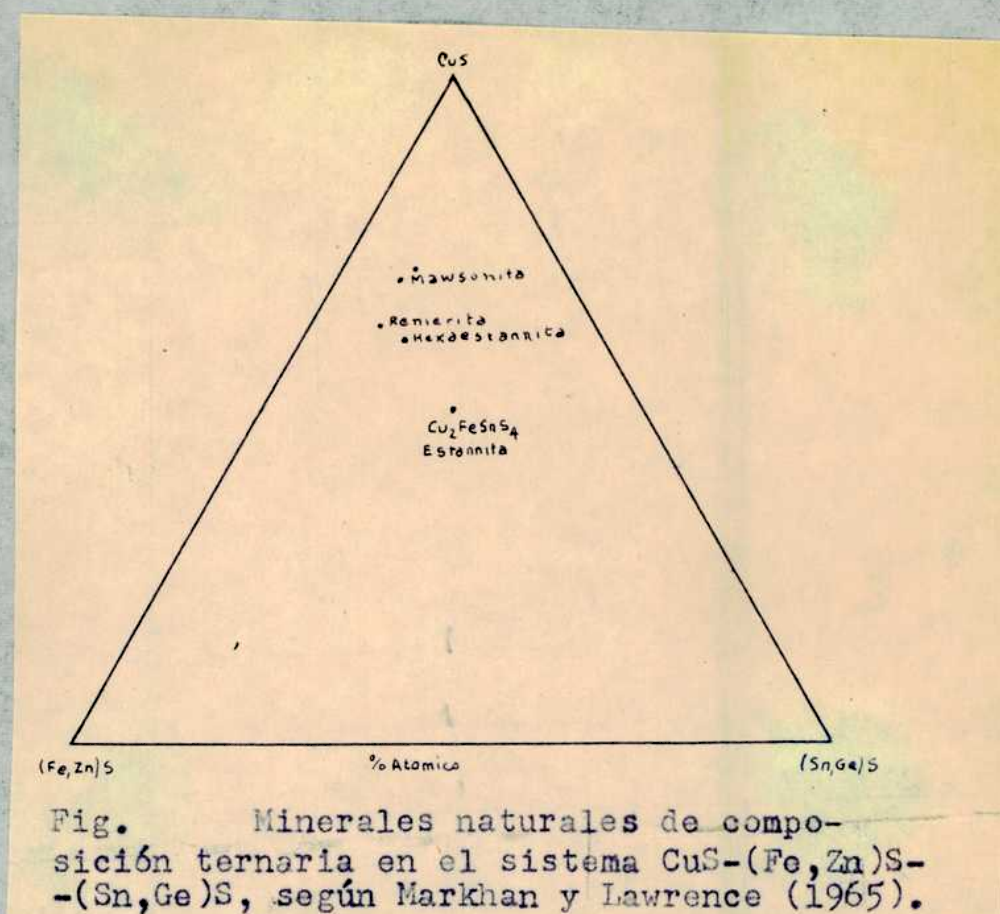 CuS
Mawsonita
Renierita
Hexaestannita
Cu₂FeSnS₄
Estannita
(Fe,Zn)S
% Atomico
(Sn,Ge)S
Fig. Minerales naturales de compo-
sición ternaria en el sistema CuS-(Fe,Zn)S-
-(Sn,Ge)S, según Markhan y Lawrence (1965).